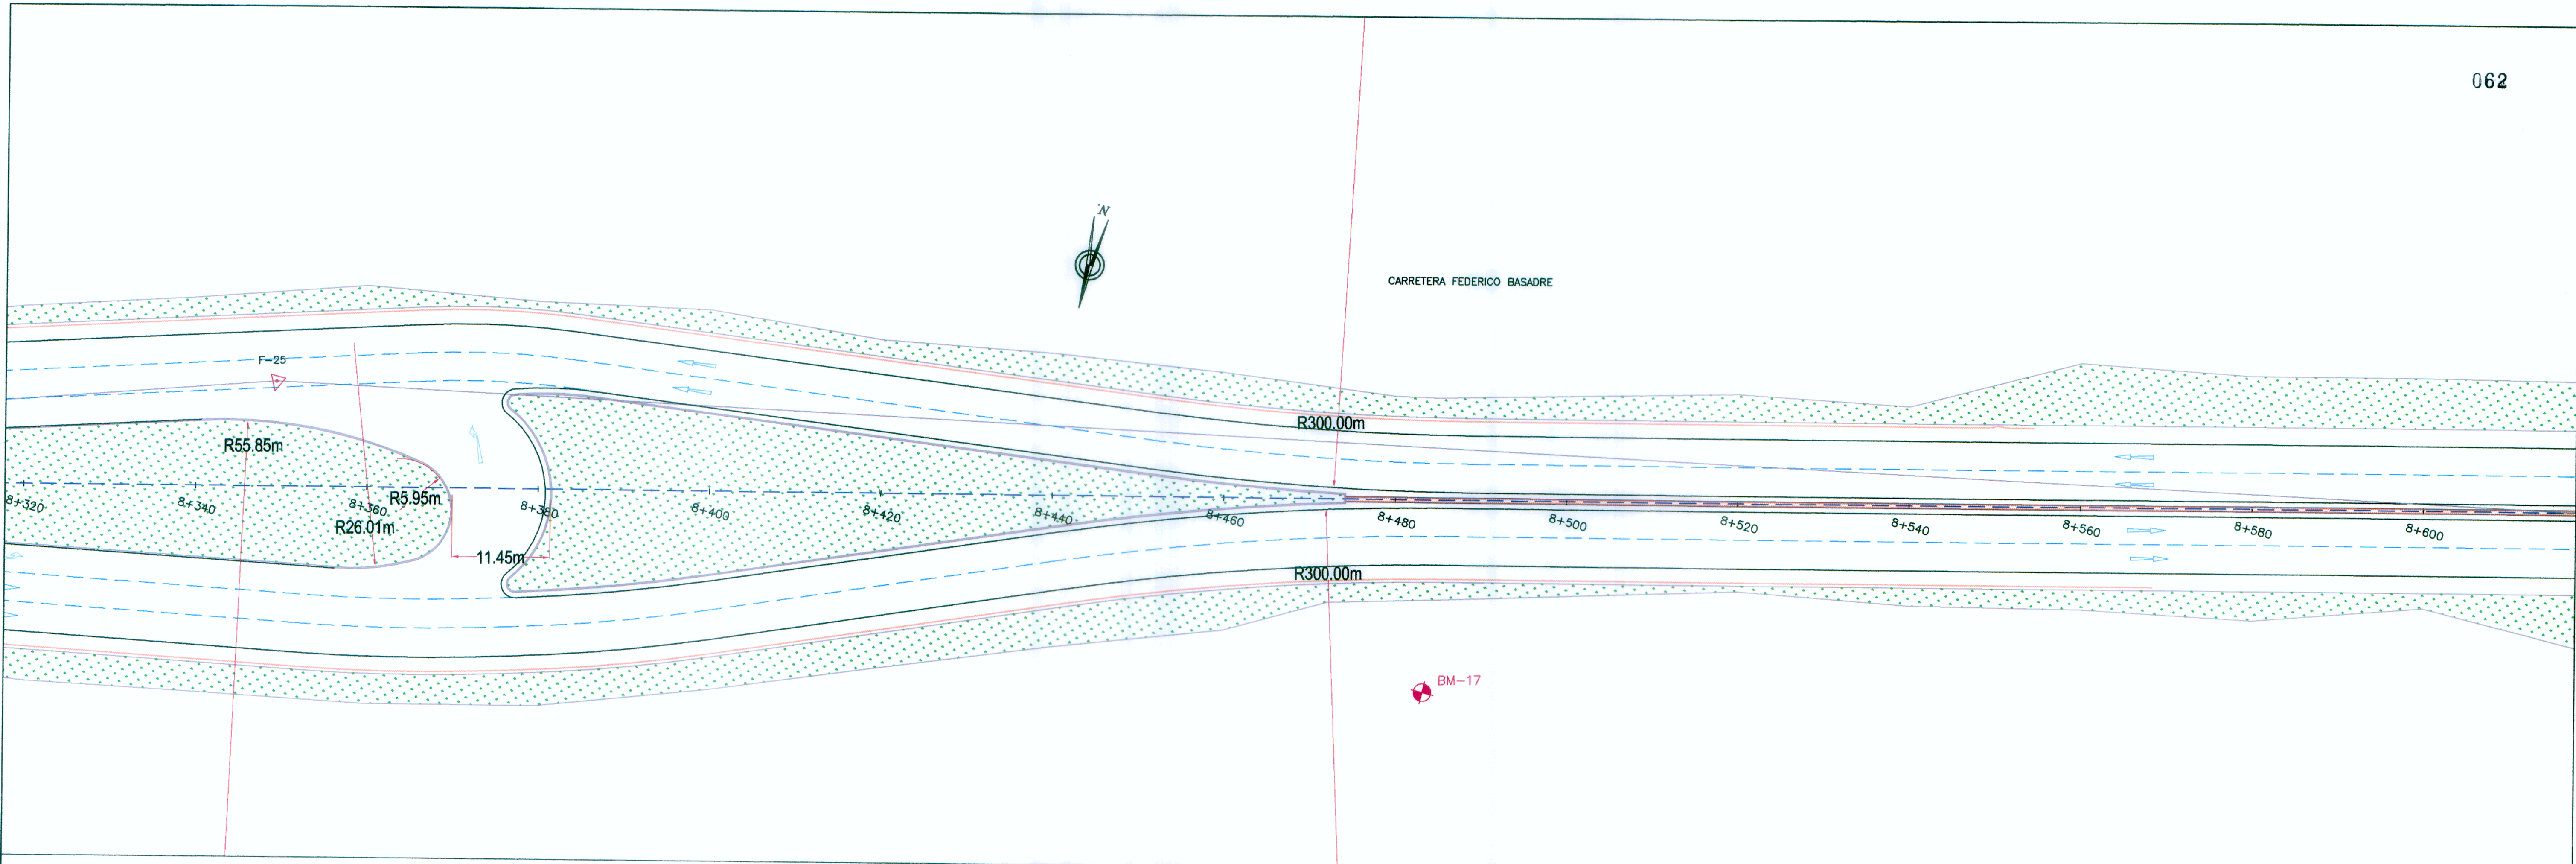 062
N
CARRETERA FEDERICO BASADRE
F-25
R300.00m
R55.85m
R5.95m
R26.01m
11.45m
8+320
8+340
8+360
8+380
8+400
8+420
8+440
8+460
8+480
8+500
8+520
8+540
8+560
8+580
8+600
R300.00m
BM-17